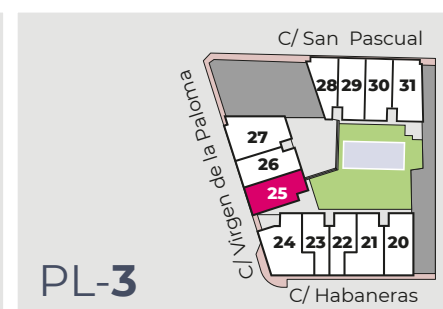 C/ San Pascual
28 29 30 31
C/ Virgen de la Paloma
27
26
25
24 23 22 21 20
PL-3
C/ Habaneras